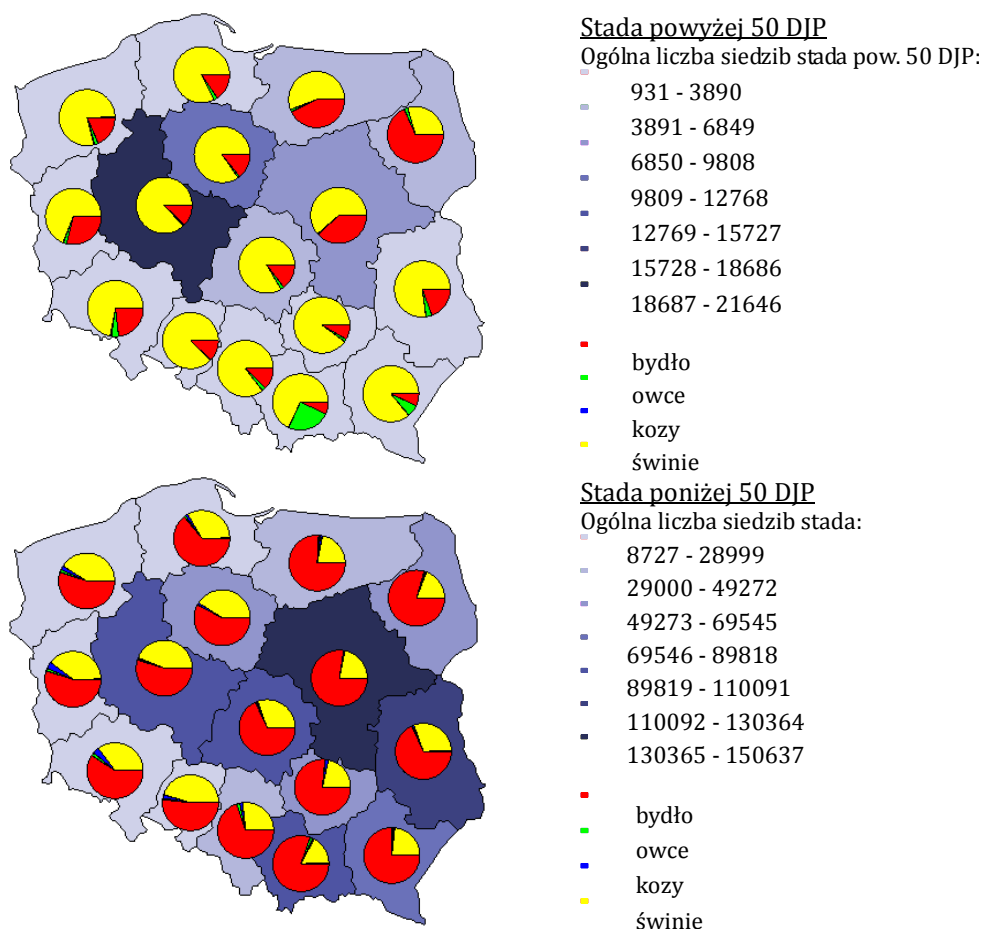 Stada powyżej 50 DJP
Ogólna liczba siedzib stada pow. 50 DJP:
931 - 3890
3891 - 6849
6850 - 9808
9809 - 12768
12769 - 15727
15728 - 18686
18687 - 21646
bydło
owce
kozy
świnie
Stada poniżej 50 DJP
Ogólna liczba siedzib stada:
8727 - 28999
29000 - 49272
49273 - 69545
69546 - 89818
89819 - 110091
110092 - 130364
130365 - 150637
bydło
owce
kozy
świnie